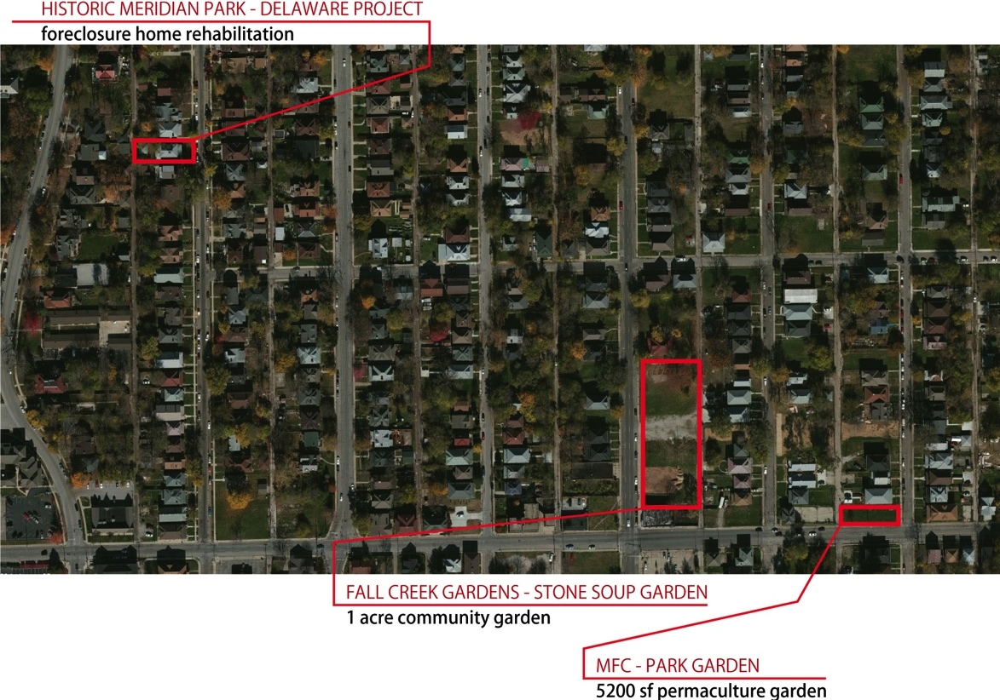 HISTORIC MERIDIAN PARK - DELAWARE PROJECT
foreclosure home rehabilitation
FALL CREEK GARDENS - STONE SOUP GARDEN
1 acre community garden
MFC - PARK GARDEN
5200 sf permaculture garden